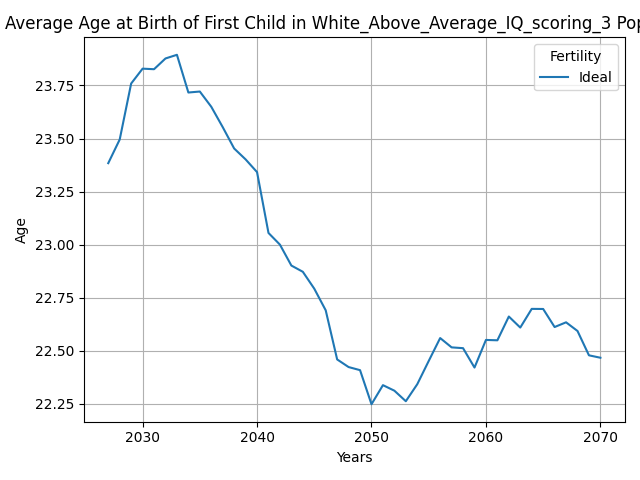 Average Age at Birth of First Child in White_Above_Average_IQ_scoring_3
Fertility
Ideal
23.75
23.50
23.25
23.00
22.75
22.50
22.25
Age
2030 2040 2050 2060 2070
Years